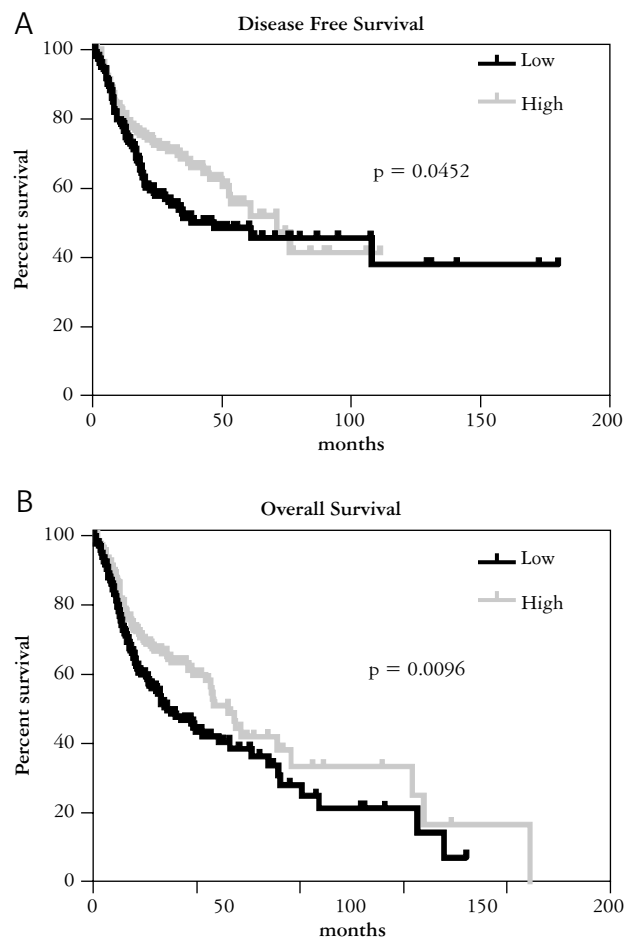 A
Disease Free Survival
100
80
60
40
20
0
Percent survival
Low
High
p = 0.0452
0 50 100 150 200
months
B
Overall Survival
100
80
60
40
20
0
Percent survival
Low
High
p = 0.0096
0 50 100 150 200
months